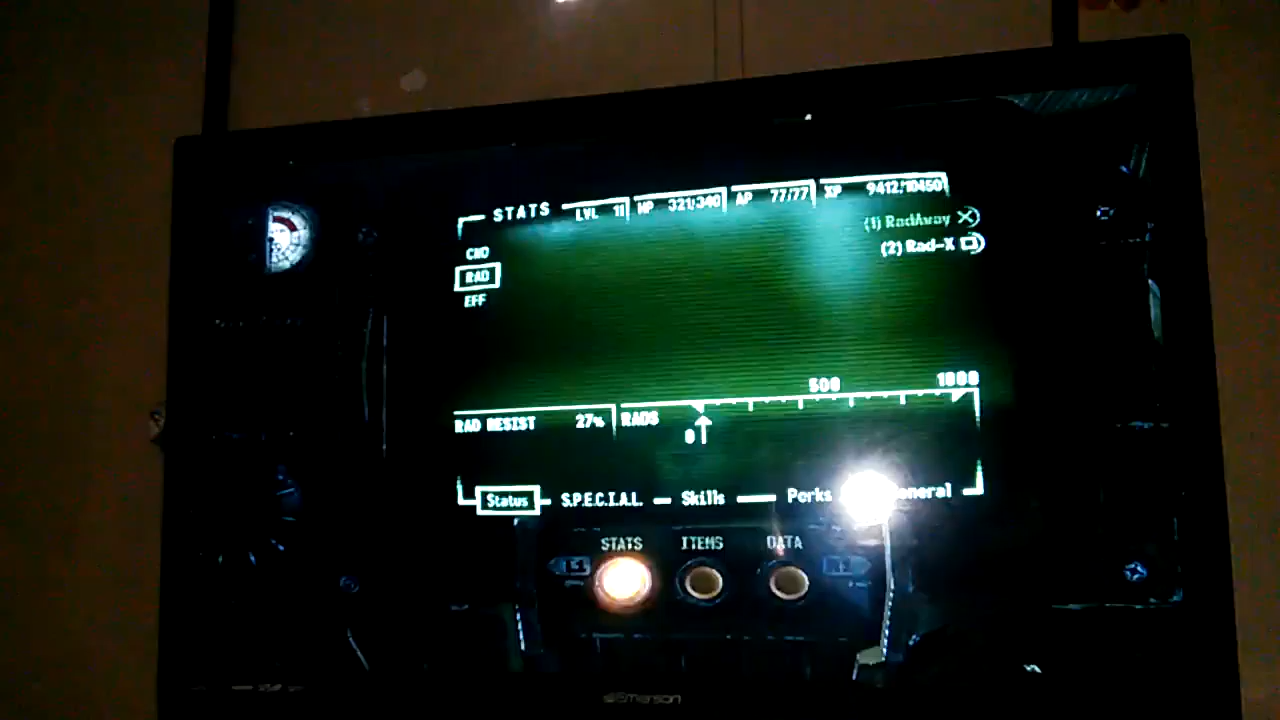 STATS LVL 11 HP 321/340 AP 77/77 XP 9412/10450
(1) RadAway
CND
(2) Rad-X
RAD
EFF
500 1000
RAD RESIST 27% RADS
0
Status S.P.E.C.I.A.L. Skills Perks eneral
STATS ITEMS DATA
Emerson